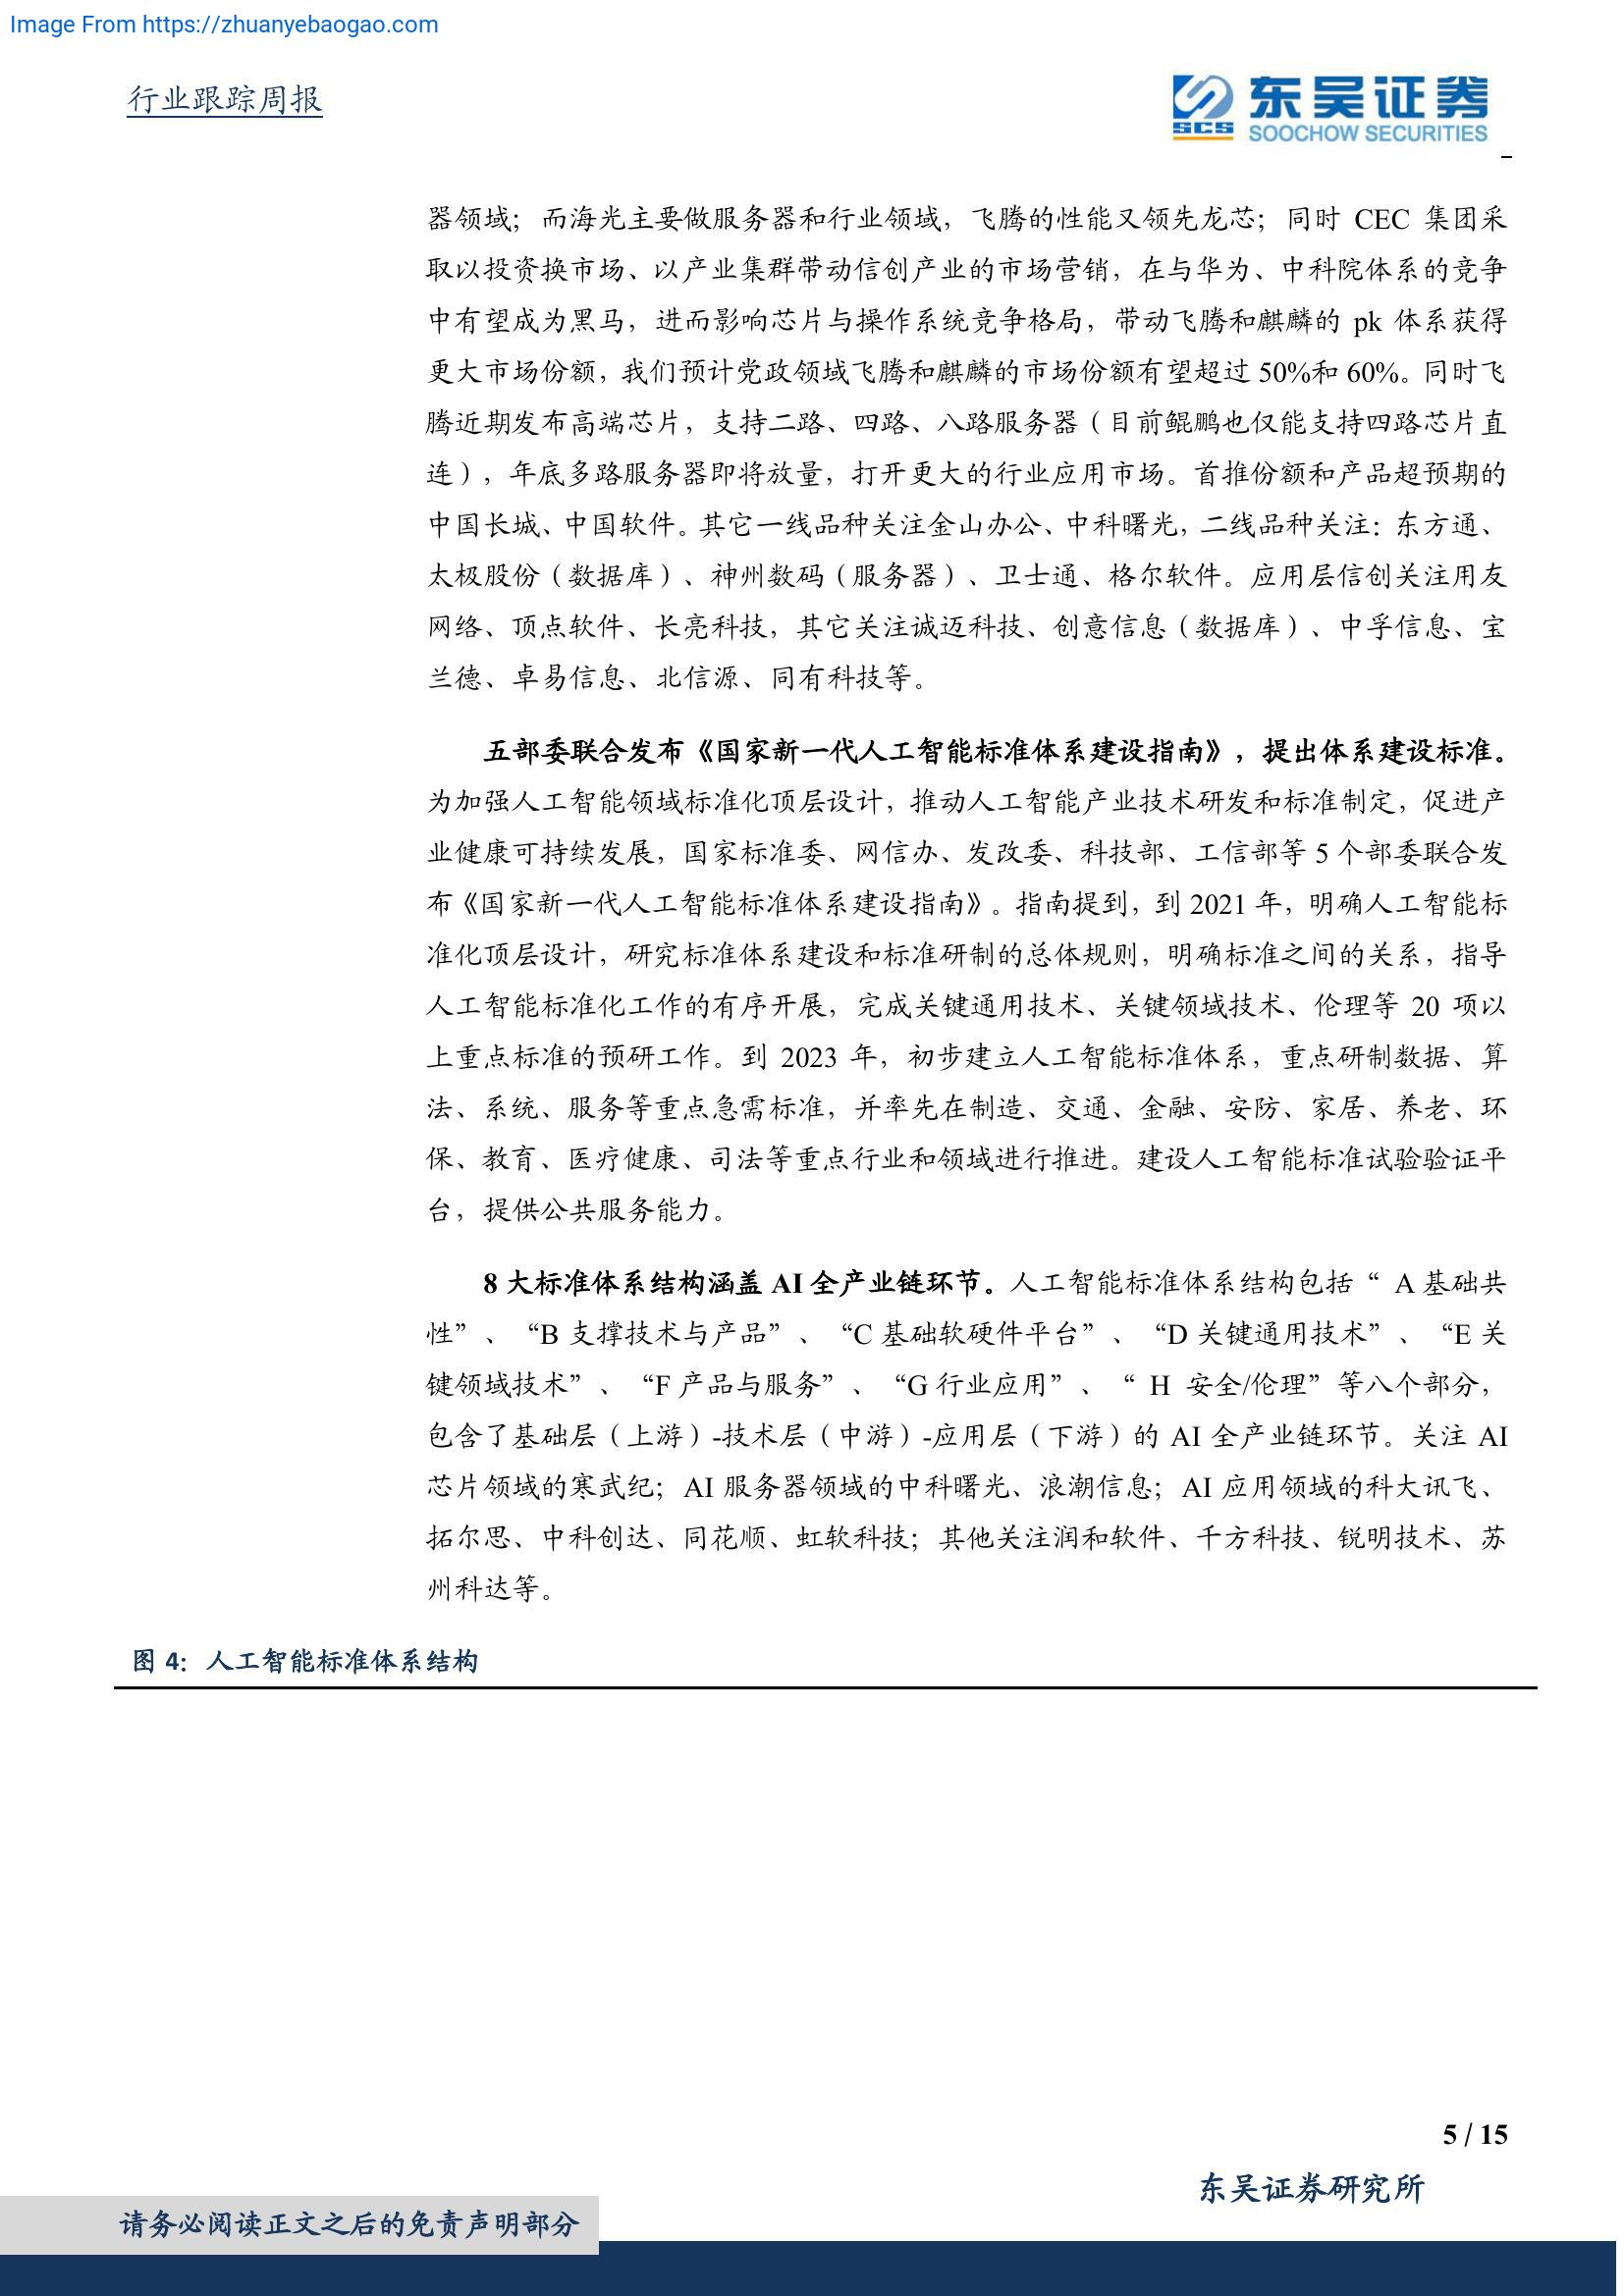 Image From https://zhuanyebaogao.com
行业跟踪周报
SCS
东吴证券
SOOCHOW SECURITIES
器领域；而海光主要做服务器和行业领域，飞腾的性能又领先龙芯；同时 CEC 集团采
取以投资换市场、以产业集群带动信创产业的市场营销，在与华为、中科院体系的竞争
中有望成为黑马，进而影响芯片与操作系统竞争格局，带动飞腾和麒麟的 pk 体系获得
更大市场份额，我们预计党政领域飞腾和麒麟的市场份额有望超过 50%和 60%。同时飞
腾近期发布高端芯片，支持二路、四路、八路服务器（目前鲲鹏也仅能支持四路芯片直
连），年底多路服务器即将放量，打开更大的行业应用市场。首推份额和产品超预期的
中国长城、中国软件。其它一线品种关注金山办公、中科曙光，二线品种关注：东方通、
太极股份（数据库）、神州数码（服务器）、卫士通、格尔软件。应用层信创关注用友
网络、顶点软件、长亮科技，其它关注诚迈科技、创意信息（数据库）、中孚信息、宝
兰德、卓易信息、北信源、同有科技等。
五部委联合发布《国家新一代人工智能标准体系建设指南》，提出体系建设标准。
为加强人工智能领域标准化顶层设计，推动人工智能产业技术研发和标准制定，促进产
业健康可持续发展，国家标准委、网信办、发改委、科技部、工信部等 5 个部委联合发
布《国家新一代人工智能标准体系建设指南》。指南提到，到 2021 年，明确人工智能标
准化顶层设计，研究标准体系建设和标准研制的总体规则，明确标准之间的关系，指导
人工智能标准化工作的有序开展，完成关键通用技术、关键领域技术、伦理等 20 项以
上重点标准的预研工作。到 2023 年，初步建立人工智能标准体系，重点研制数据、算
法、系统、服务等重点急需标准，并率先在制造、交通、金融、安防、家居、养老、环
保、教育、医疗健康、司法等重点行业和领域进行推进。建设人工智能标准试验验证平
台，提供公共服务能力。
8 大标准体系结构涵盖 AI 全产业链环节。人工智能标准体系结构包括“ A 基础共
性”、“B 支撑技术与产品”、“C 基础软硬件平台”、“D 关键通用技术”、“E 关
键领域技术”、“F 产品与服务”、“G 行业应用”、“ H 安全/伦理”等八个部分，
包含了基础层（上游）-技术层（中游）-应用层（下游）的 AI 全产业链环节。关注 AI
芯片领域的寒武纪；AI 服务器领域的中科曙光、浪潮信息；AI 应用领域的科大讯飞、
拓尔思、中科创达、同花顺、虹软科技；其他关注润和软件、千方科技、锐明技术、苏
州科达等。
图 4：人工智能标准体系结构
5 / 15
东吴证券研究所
请务必阅读正文之后的免责声明部分